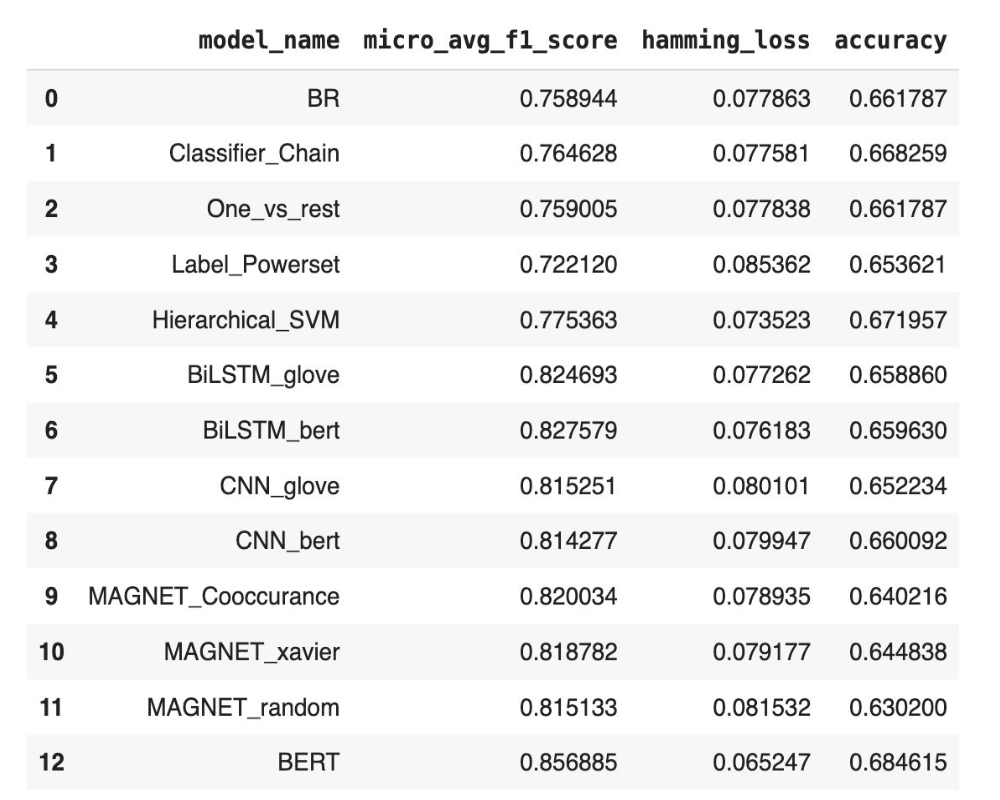 model_name micro_avg_f1_score hamming_loss accuracy
0 BR 0.758944 0.077863 0.661787
1 Classifier_Chain 0.764628 0.077581 0.668259
2 One_vs_rest 0.759005 0.077838 0.661787
3 Label_Powerset 0.722120 0.085362 0.653621
4 Hierarchical_SVM 0.775363 0.073523 0.671957
5 BiLSTM_glove 0.824693 0.077262 0.658860
6 BiLSTM_bert 0.827579 0.076183 0.659630
7 CNN_glove 0.815251 0.080101 0.652234
8 CNN_bert 0.814277 0.079947 0.660092
9 MAGNET_Cooccurance 0.820034 0.078935 0.640216
10 MAGNET_xavier 0.818782 0.079177 0.644838
11 MAGNET_random 0.815133 0.081532 0.630200
12 BERT 0.856885 0.065247 0.684615